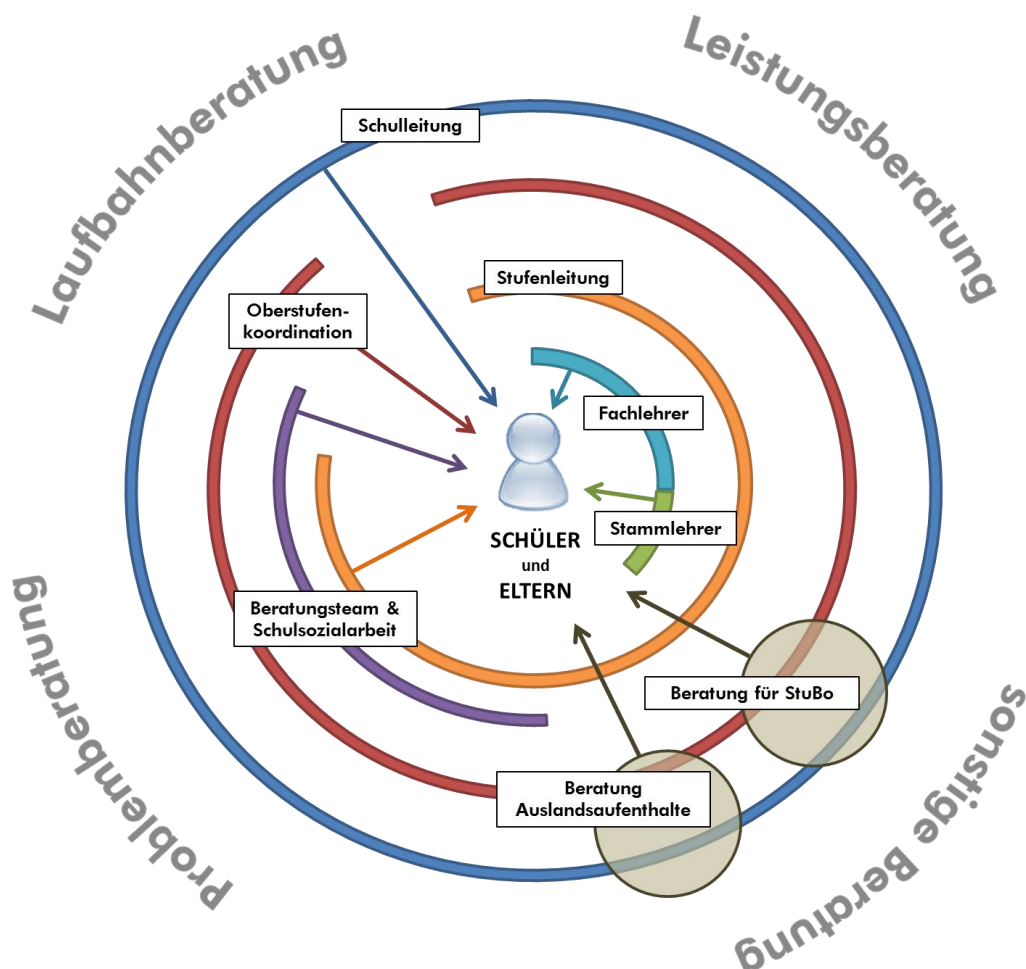 Laufbahnberatung
Leistungsberatung
Schulleitung
Stufenleitung
Oberstufen-
koordination
Fachlehrer
Stammlehrer
SCHÜLER
und
ELTERN
Beratungsteam &
Schulsozialarbeit
Beratung für StuBo
Beratung
Auslandsaufenthalte
Problemberatung
sonstige Beratung